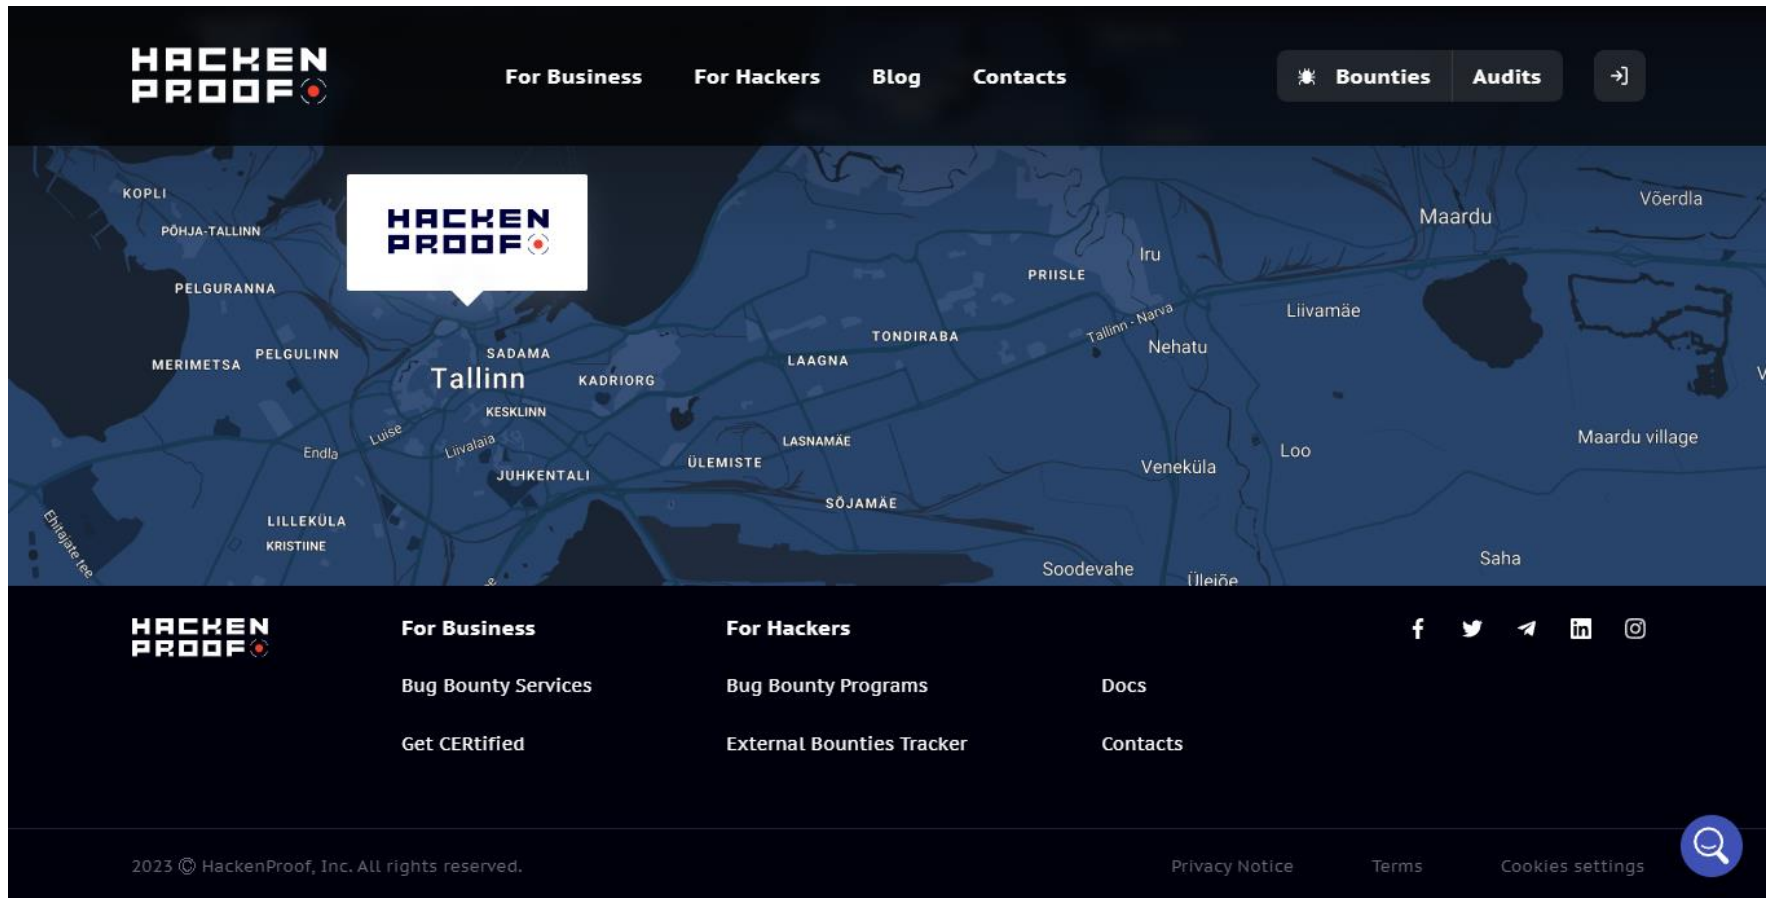 HACKEN
PROOF
For Business
For Hackers
Blog
Contacts
Bounties
Audits
KOPLI
PÕHJA-TALLINN
HACKEN
PROOF
Maardu
Võerdla
Iru
PRIISLE
PELGURANNA
Liivamäe
Tallinn - Narva
TONDIRABA
Nehatu
SADAMA
PELGULINN
MERIMETSA
LAAGNA
Tallinn
KADRIORG
KESKLINN
Luise
Liivalaia
Endla
LASNAMÄE
Maardu village
Loo
ÜLEMISTE
Veneküla
JUHKENTALI
SÕJAMÄE
LILLEKÜLA
KRISTIINE
Ehitajate tee
Saha
Soodevahe
Ülejõe
HACKEN
PROOF
For Business
For Hackers
Bug Bounty Services
Bug Bounty Programs
Docs
Get CERtified
External Bounties Tracker
Contacts
2023 © HackenProof, Inc. All rights reserved.
Privacy Notice
Terms
Cookies settings